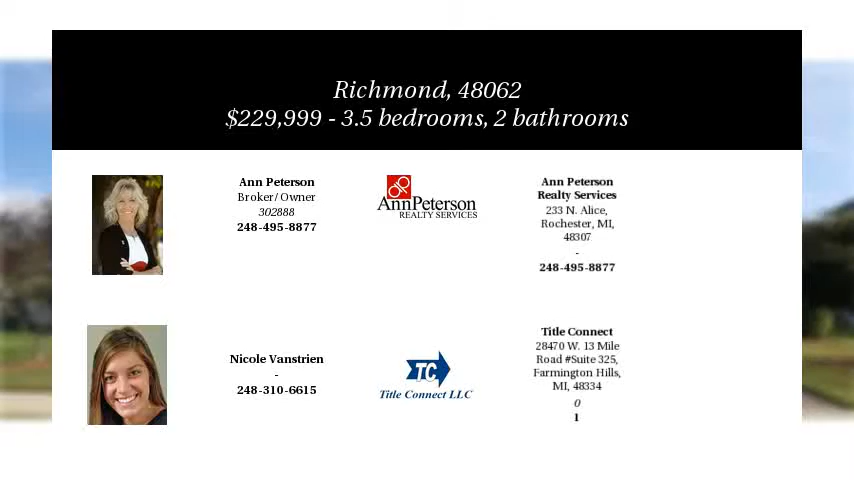 Richmond, 48062
$229,999 - 3.5 bedrooms, 2 bathrooms
Ann Peterson
Broker/Owner
302888
248-495-8877
AnnPeterson
REALTY SERVICES
Ann Peterson
Realty Services
233 N. Alice,
Rochester, MI,
48307
-
248-495-8877
Nicole Vanstrien
-
248-310-6615
TC
Title Connect LLC
Title Connect
28470 W. 13 Mile
Road #Suite 325,
Farmington Hills,
MI, 48334
0
1